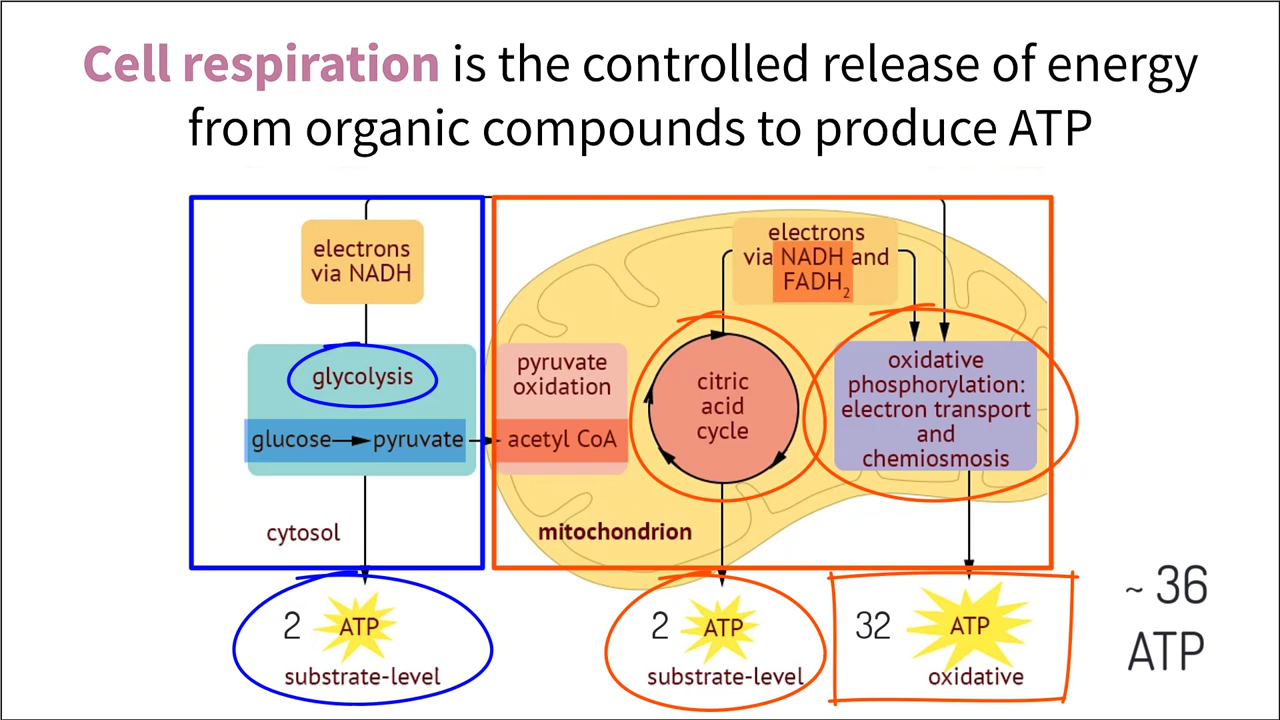 Cell respiration is the controlled release of energy
from organic compounds to produce ATP
electrons
via NADH
glycolysis
glucose pyruvate
cytosol
pyruvate
oxidation
acetyl CoA
mitochondrion
citric
acid
cycle
electrons
via NADH and
FADH₂
oxidative
phosphorylation:
electron transport
and
chemiosmosis
2 ATP
substrate-level
2 ATP
substrate-level
32 ATP
oxidative
~ 36
ATP